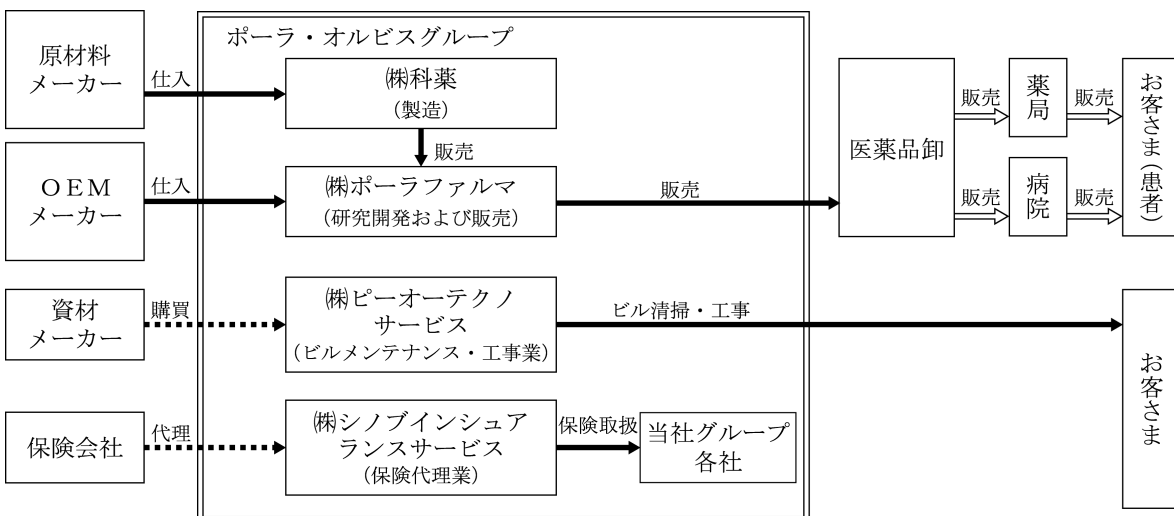 ポーラ・オルビスグループ
原材料
メーカー
仕入
㈱科薬
(製造)
販売
OEM
メーカー
仕入
㈱ポーラファルマ
(研究開発および販売)
販売
医薬品卸
販売
薬局
販売
販売
病院
販売
お客さま(患者)
資材
メーカー
購買
㈱ピーオーテクノ
サービス
(ビルメンテナンス・工事業)
ビル清掃・工事
お客さま
保険会社
代理
㈱シノブインシュア
ランスサービス
(保険代理業)
保険取扱
当社グループ
各社